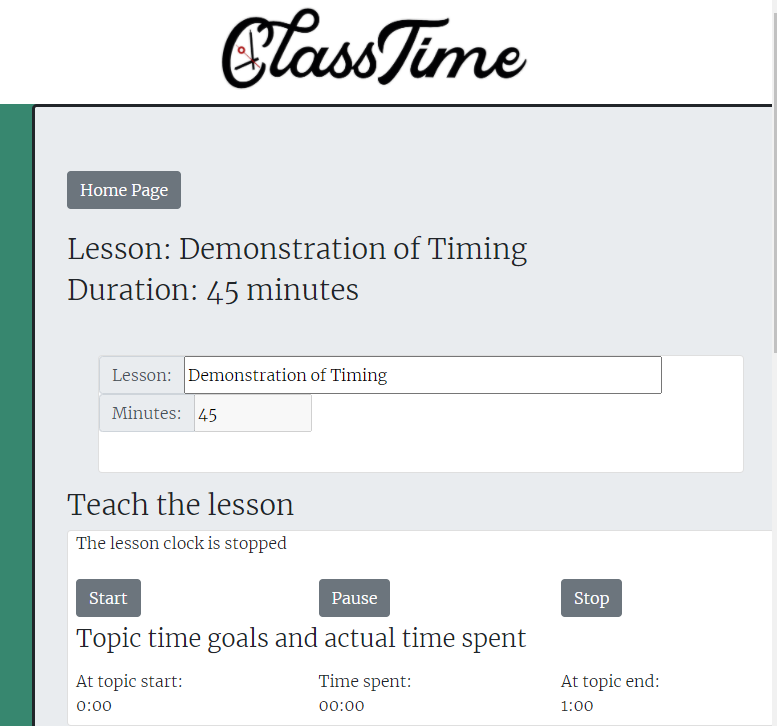 ClassTime
Home Page
Lesson: Demonstration of Timing
Duration: 45 minutes
Lesson: Demonstration of Timing
Minutes: 45
Teach the lesson
The lesson clock is stopped
Start Pause Stop
Topic time goals and actual time spent
At topic start: Time spent: At topic end:
0:00 00:00 1:00